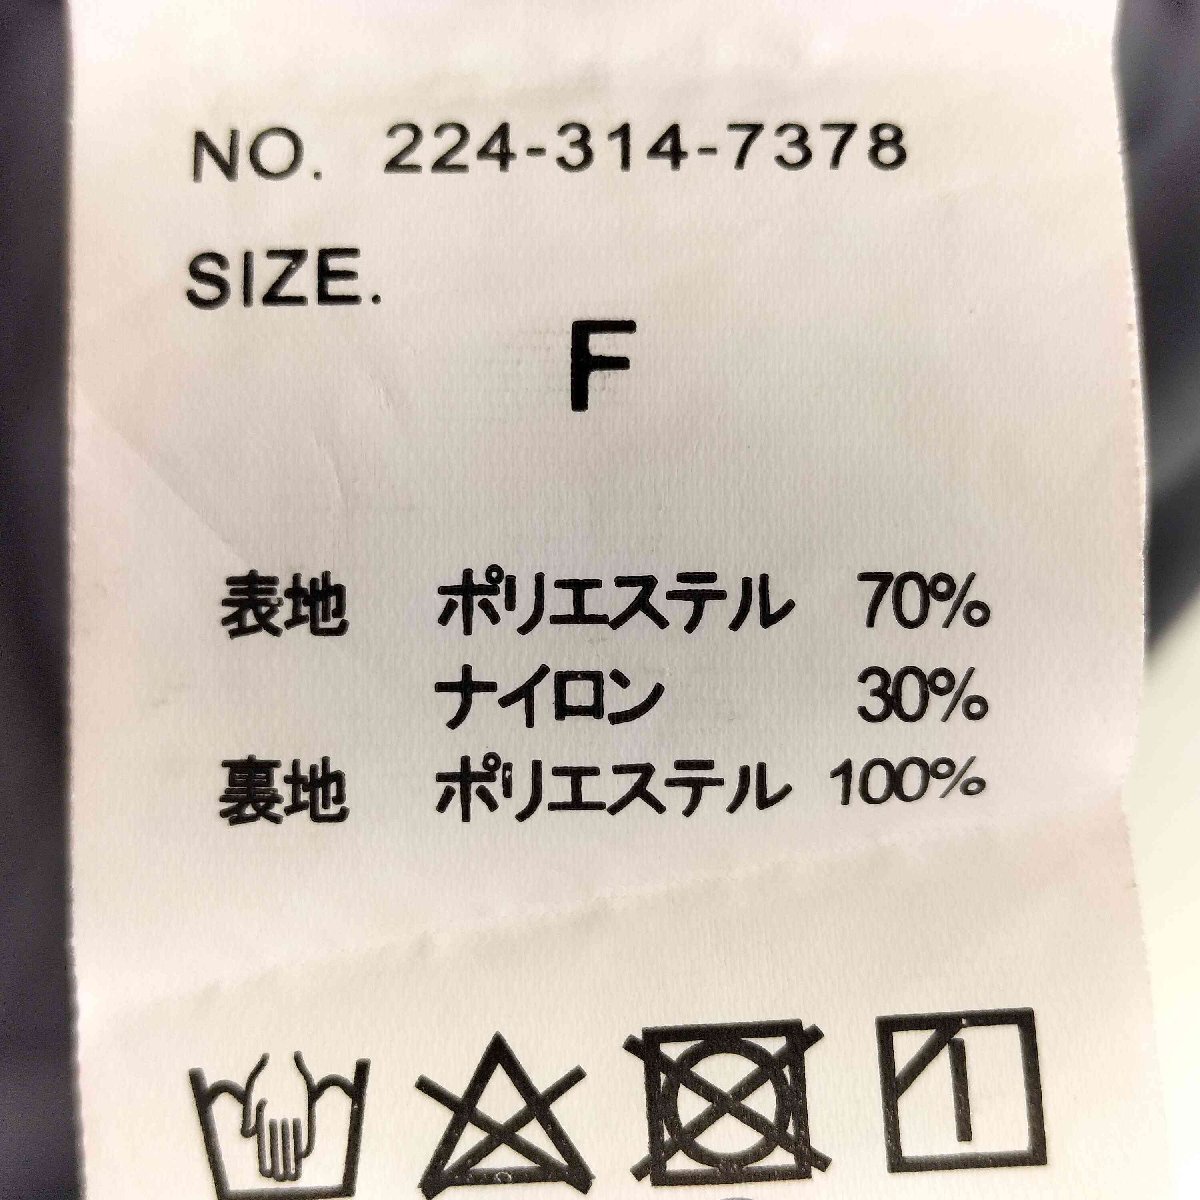 NO. 224-314-7378
SIZE.
F
表地 ポリエステル 70%
ナイロン 30%
裏地 ポリエステル 100%